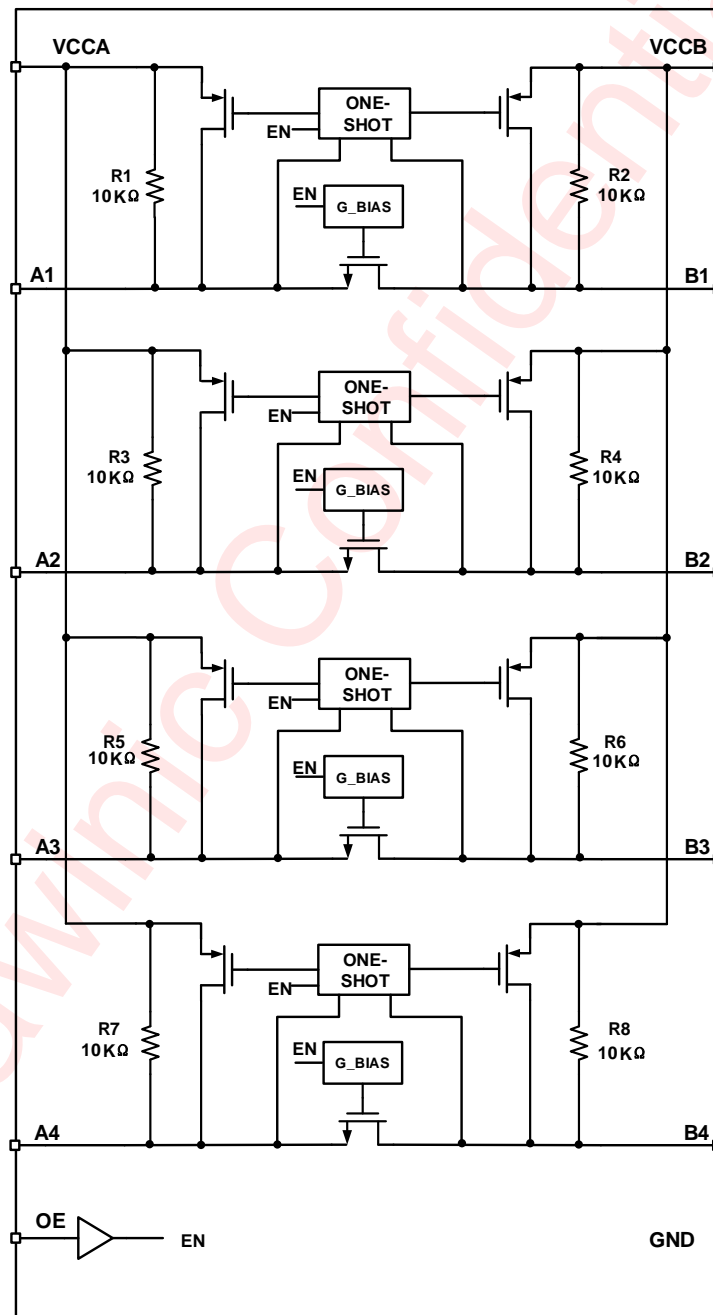 VCCA VCCB
ONE-
SHOT
EN
R1
10KΩ
R2
10KΩ
EN
G_BIAS
A1 B1
ONE-
SHOT
EN
R3
10KΩ
R4
10KΩ
EN
G_BIAS
A2 B2
ONE-
SHOT
EN
R5
10KΩ
R6
10KΩ
EN
G_BIAS
A3 B3
ONE-
SHOT
EN
R7
10KΩ
R8
10KΩ
EN
G_BIAS
A4 B4
OE EN GND
awinic Confidenti